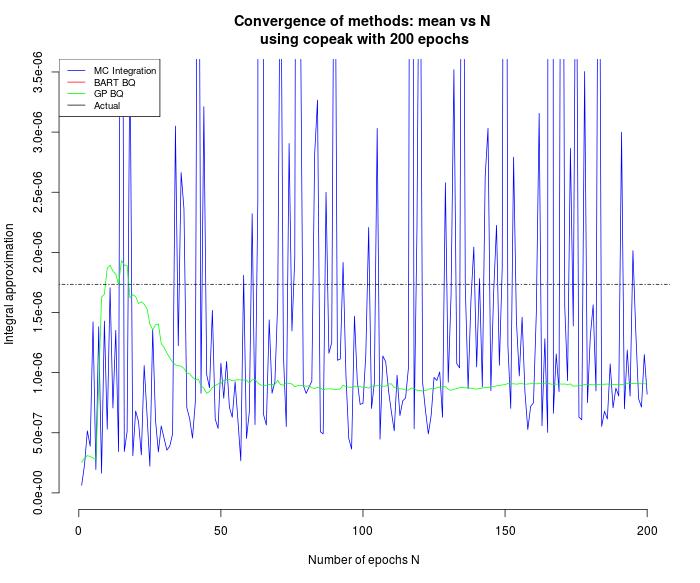 Convergence of methods: mean vs N
using copeak with 200 epochs
MC Integration
BART BQ
GP BQ
Actual
Integral approximation
3.5e-06
3.0e-06
2.5e-06
2.0e-06
1.5e-06
1.0e-06
5.0e-07
0.0e+00
0 50 100 150 200
Number of epochs N